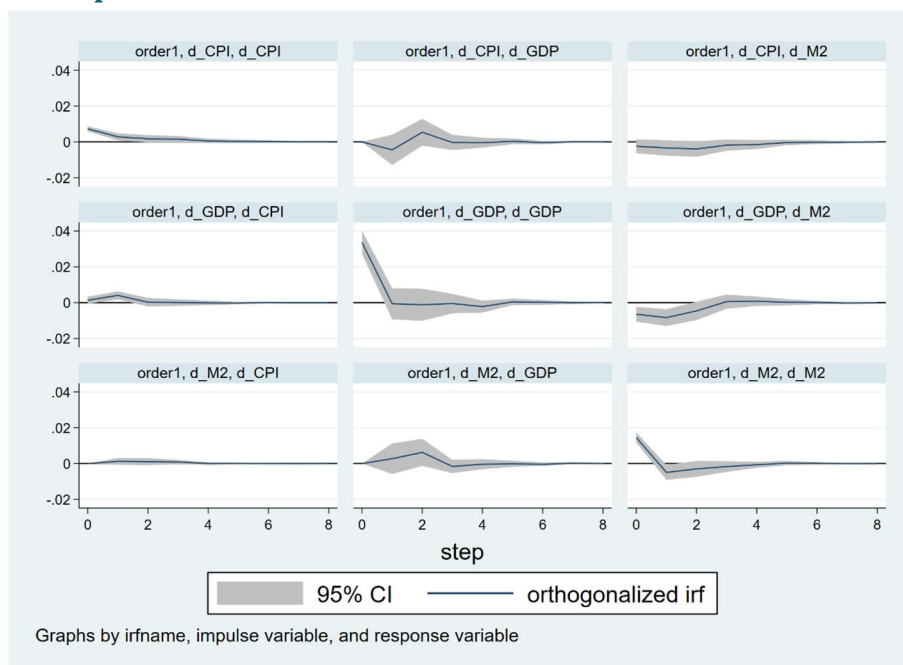 order1, d_CPI, d_CPI
order1, d_CPI, d_GDP
order1, d_CPI, d_M2
.04
.02
0
-.02
order1, d_GDP, d_CPI
order1, d_GDP, d_GDP
order1, d_GDP, d_M2
.04
.02
0
-.02
order1, d_M2, d_CPI
order1, d_M2, d_GDP
order1, d_M2, d_M2
.04
.02
0
-.02
0 2 4 6 8
0 2 4 6 8
0 2 4 6 8
step
95% CI
orthogonalized irf
Graphs by irfname, impulse variable, and response variable